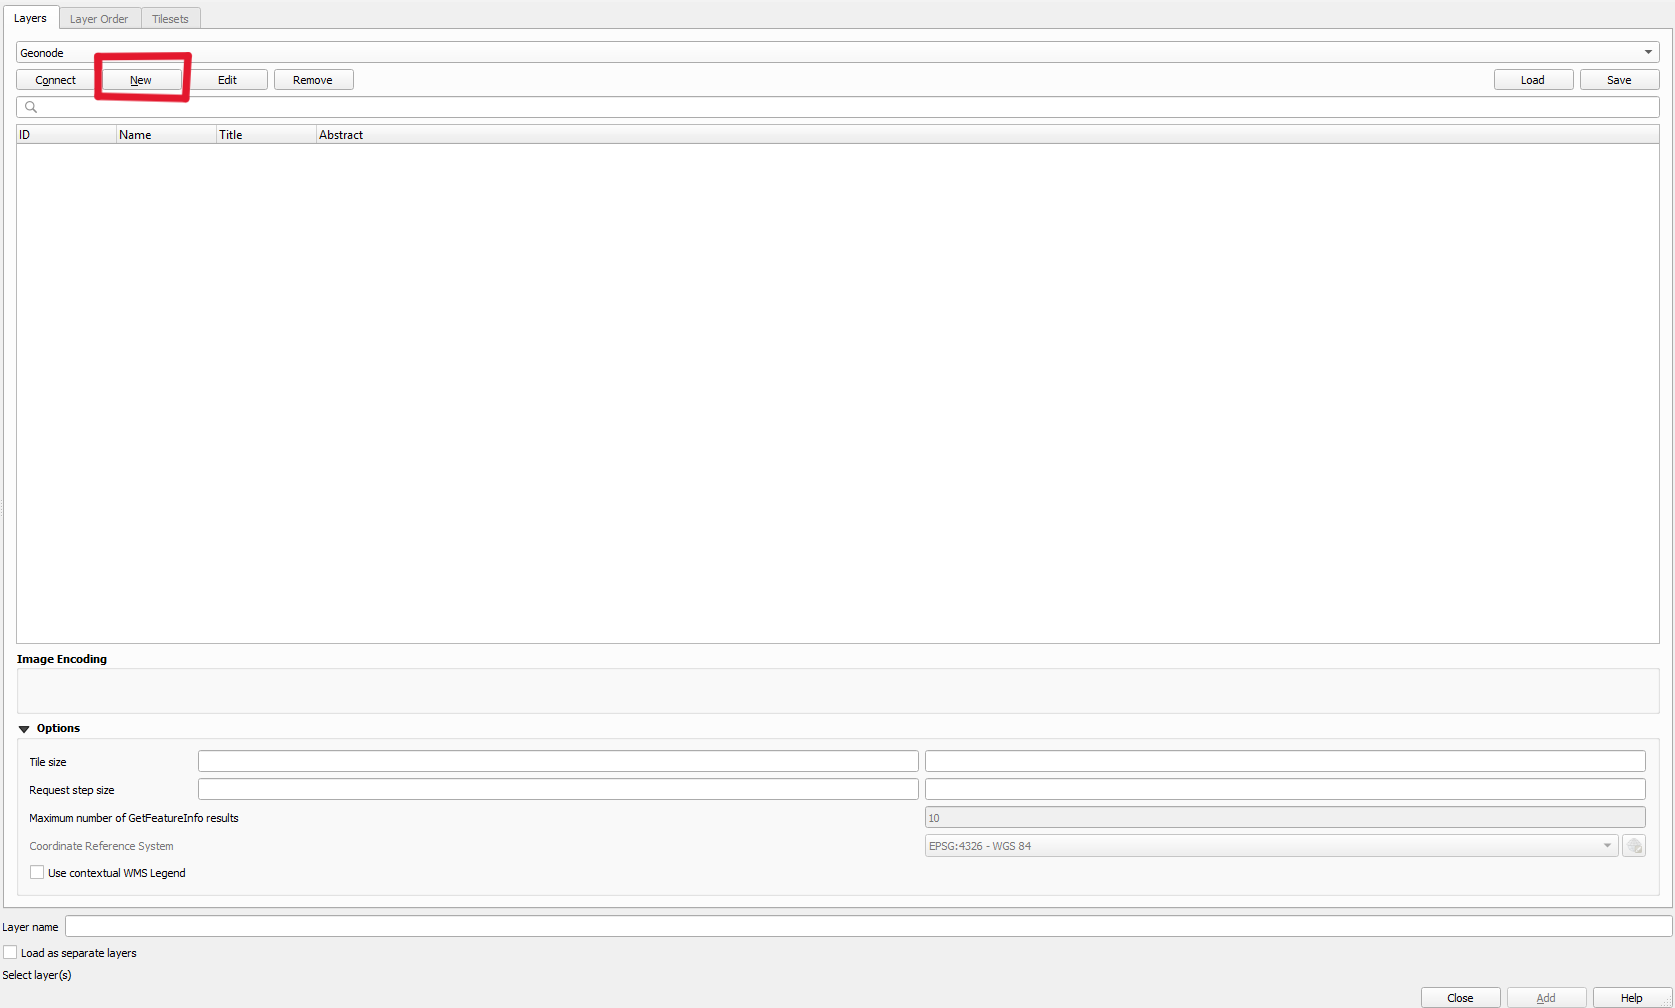 Layers Layer Order Tilesets
Geonode
Connect New Edit Remove Load Save
ID Name Title Abstract
Image Encoding
Options
Tile size
Request step size
Maximum number of GetFeatureInfo results 10
Coordinate Reference System EPSG:4326 - WGS 84
Use contextual WMS Legend
Layer name
Load as separate layers
Select layer(s)
Close Add Help